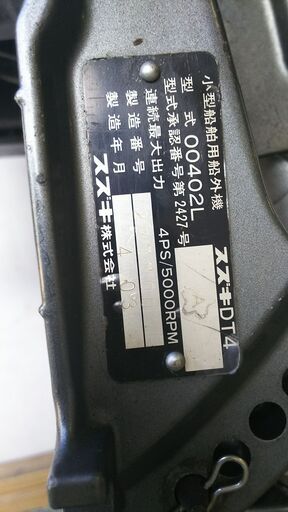 小型船舶用船外機 スズキDT4
型式 00402L
型式承認番号第2427号
連続最大出力 4PS/5000RPM
製造番号
製造年月 4.03
スズキ株式会社